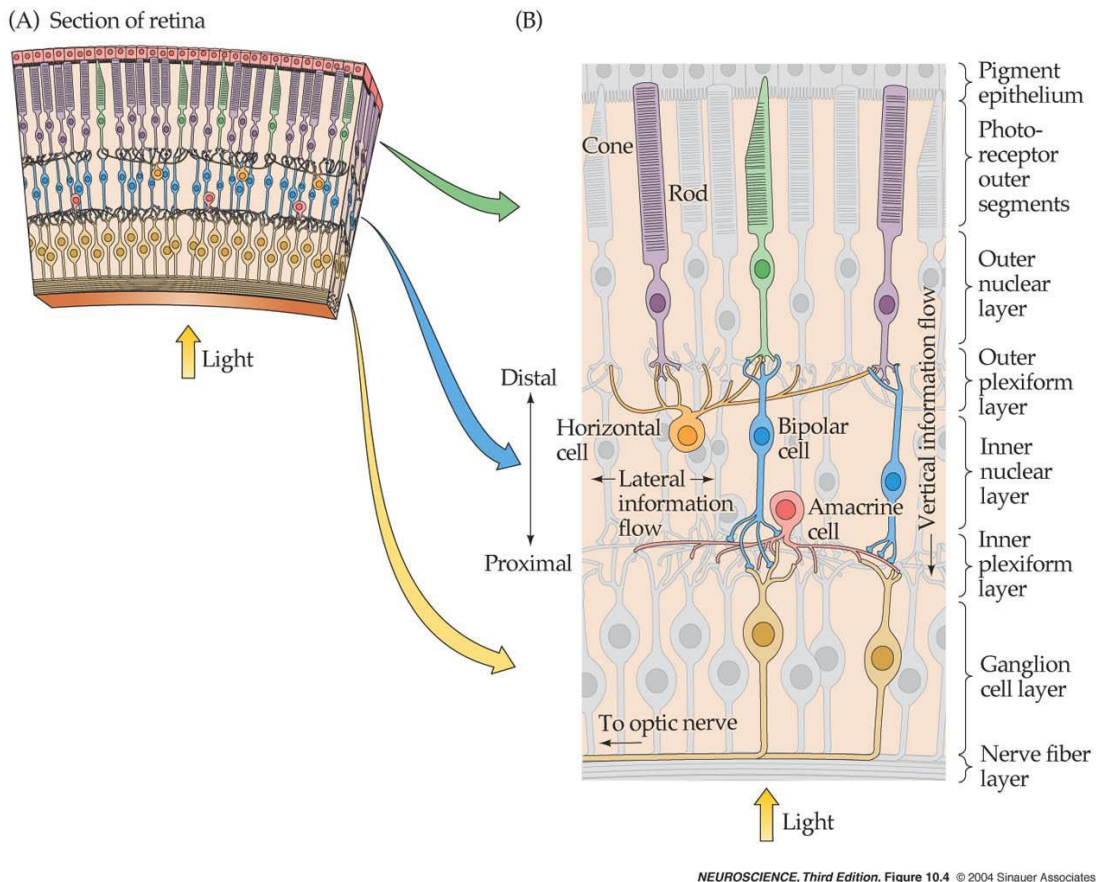 (A) Section of retina
Light
(B)
Distal
Proximal
Cone
Rod
Horizontal
cell
Bipolar
cell
Lateral
information
flow
Amacrine
cell
Vertical information flow
To optic nerve
Light
Pigment
epithelium
Photo-
receptor
outer
segments
Outer
nuclear
layer
Outer
plexiform
layer
Inner
nuclear
layer
Inner
plexiform
layer
Ganglion
cell layer
Nerve fiber
layer
NEUROSCIENCE, Third Edition, Figure 10.4 © 2004 Sinauer Associates